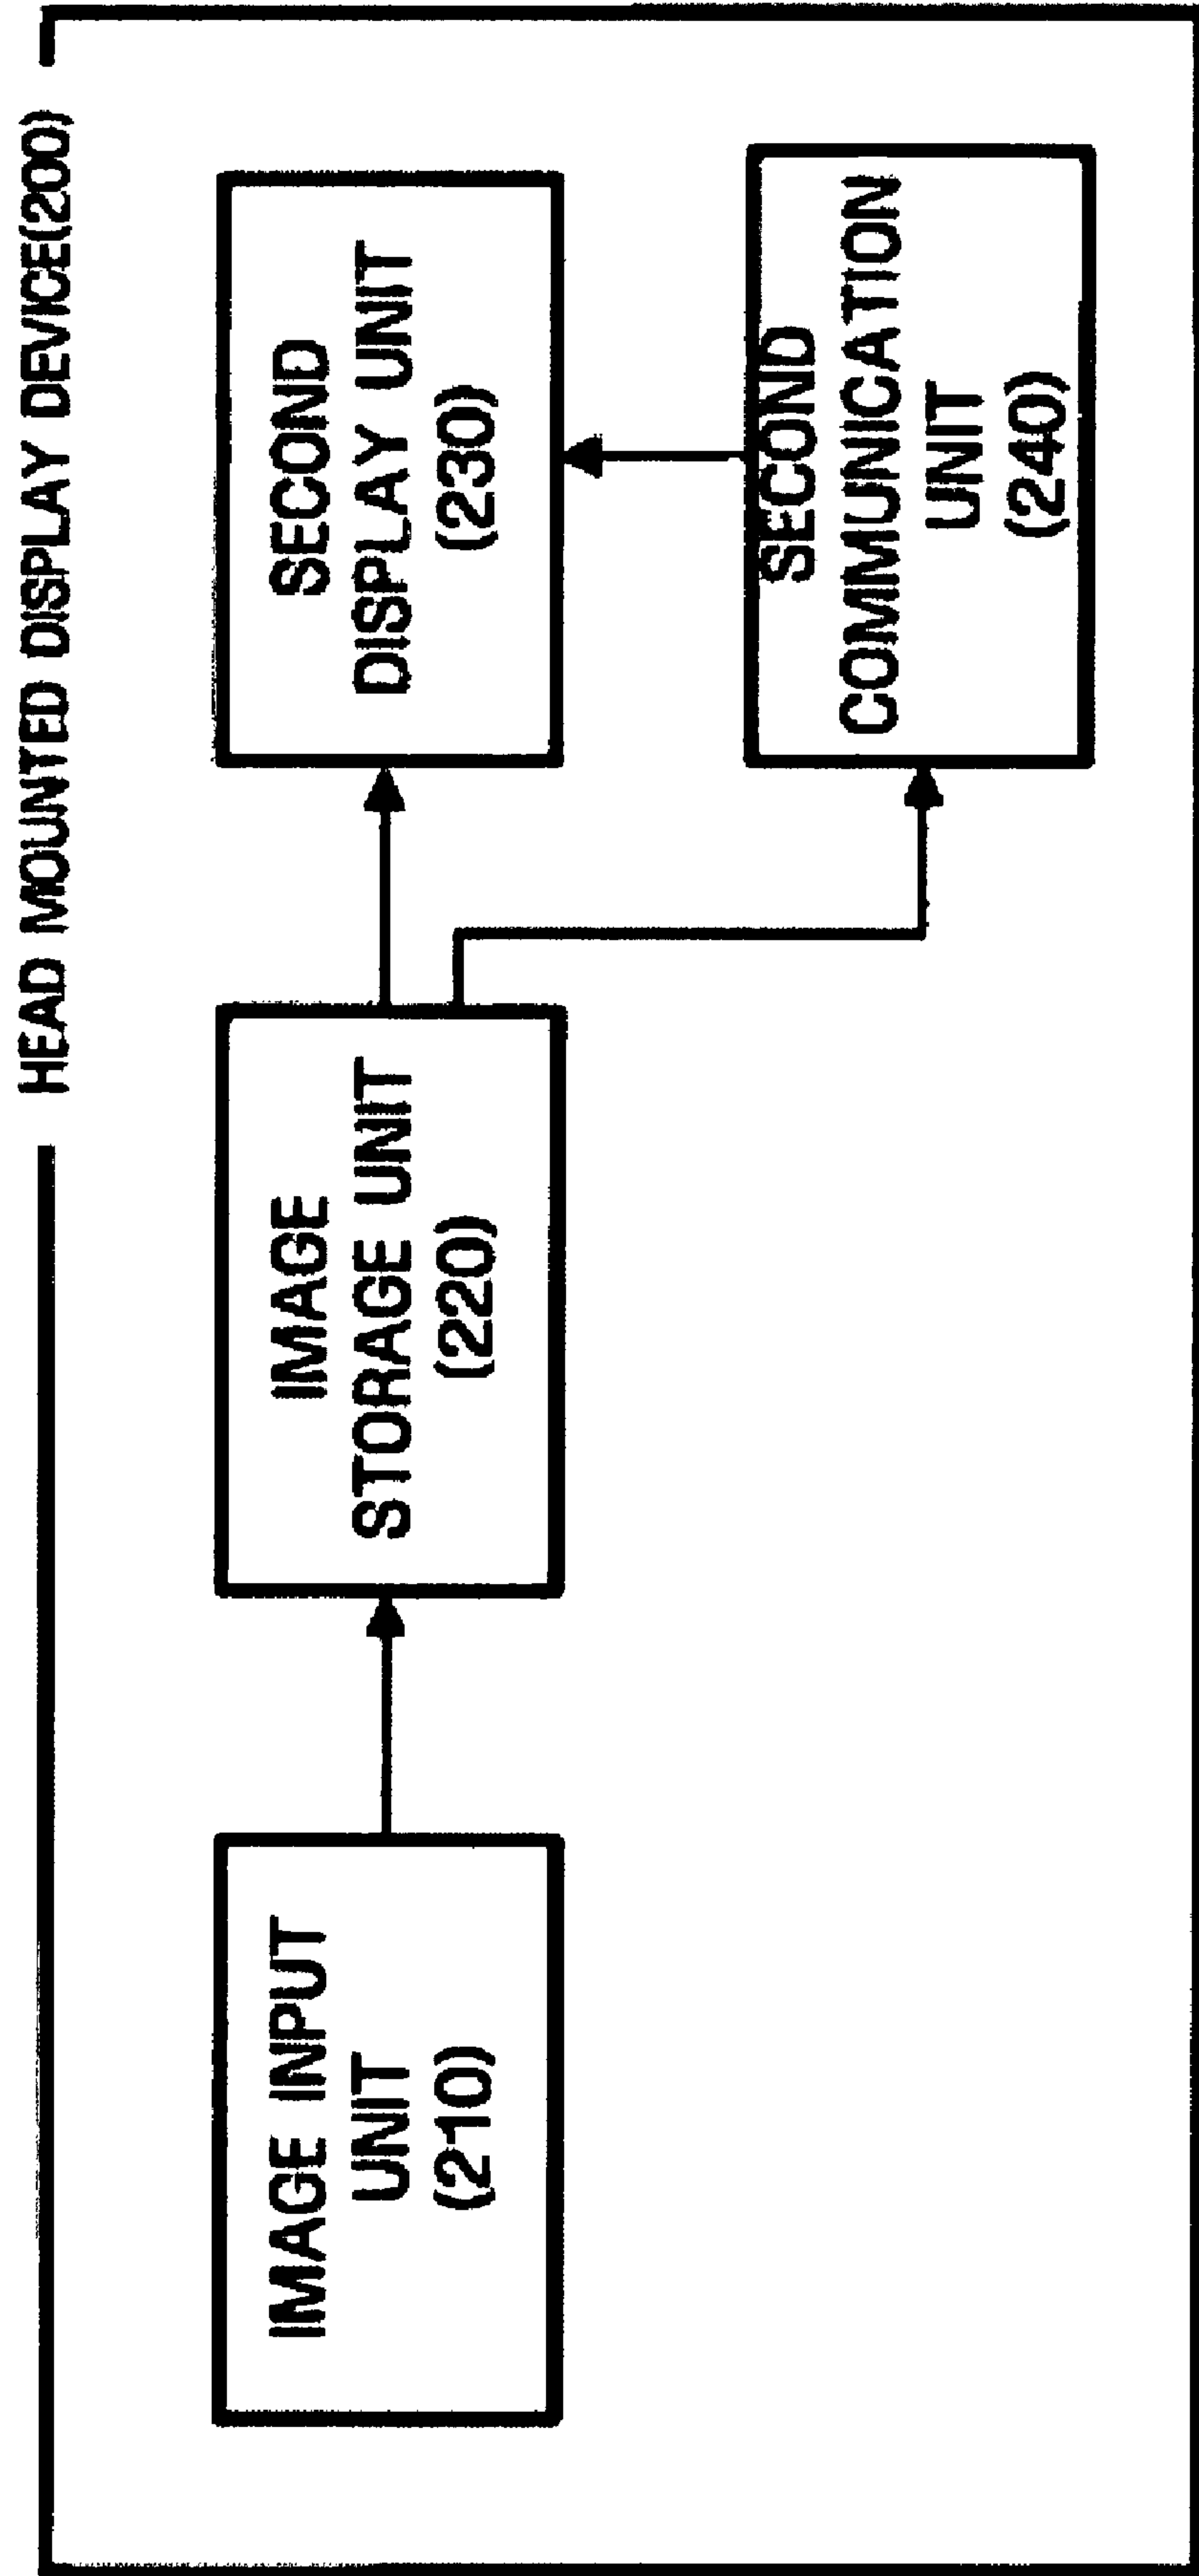 HEAD MOUNTED DISPLAY DEVICE(200)
IMAGE INPUT
UNIT
(210)
IMAGE
STORAGE UNIT
(220)
SECOND
DISPLAY UNIT
(230)
SECOND
COMMUNICATION
UNIT
(240)